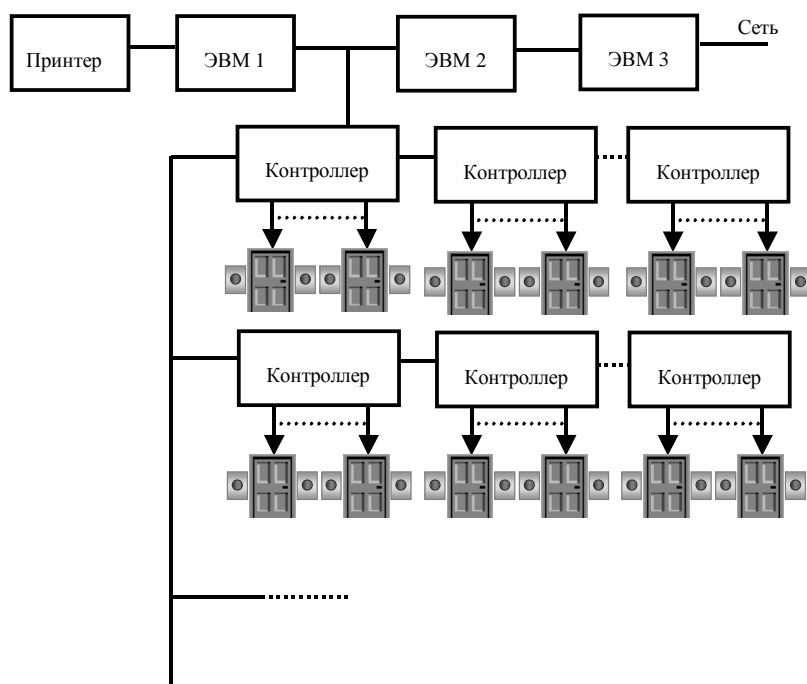 Сеть
Принтер
ЭВМ 1
ЭВМ 2
ЭВМ 3
Контроллер
Контроллер
Контроллер
Контроллер
Контроллер
Контроллер